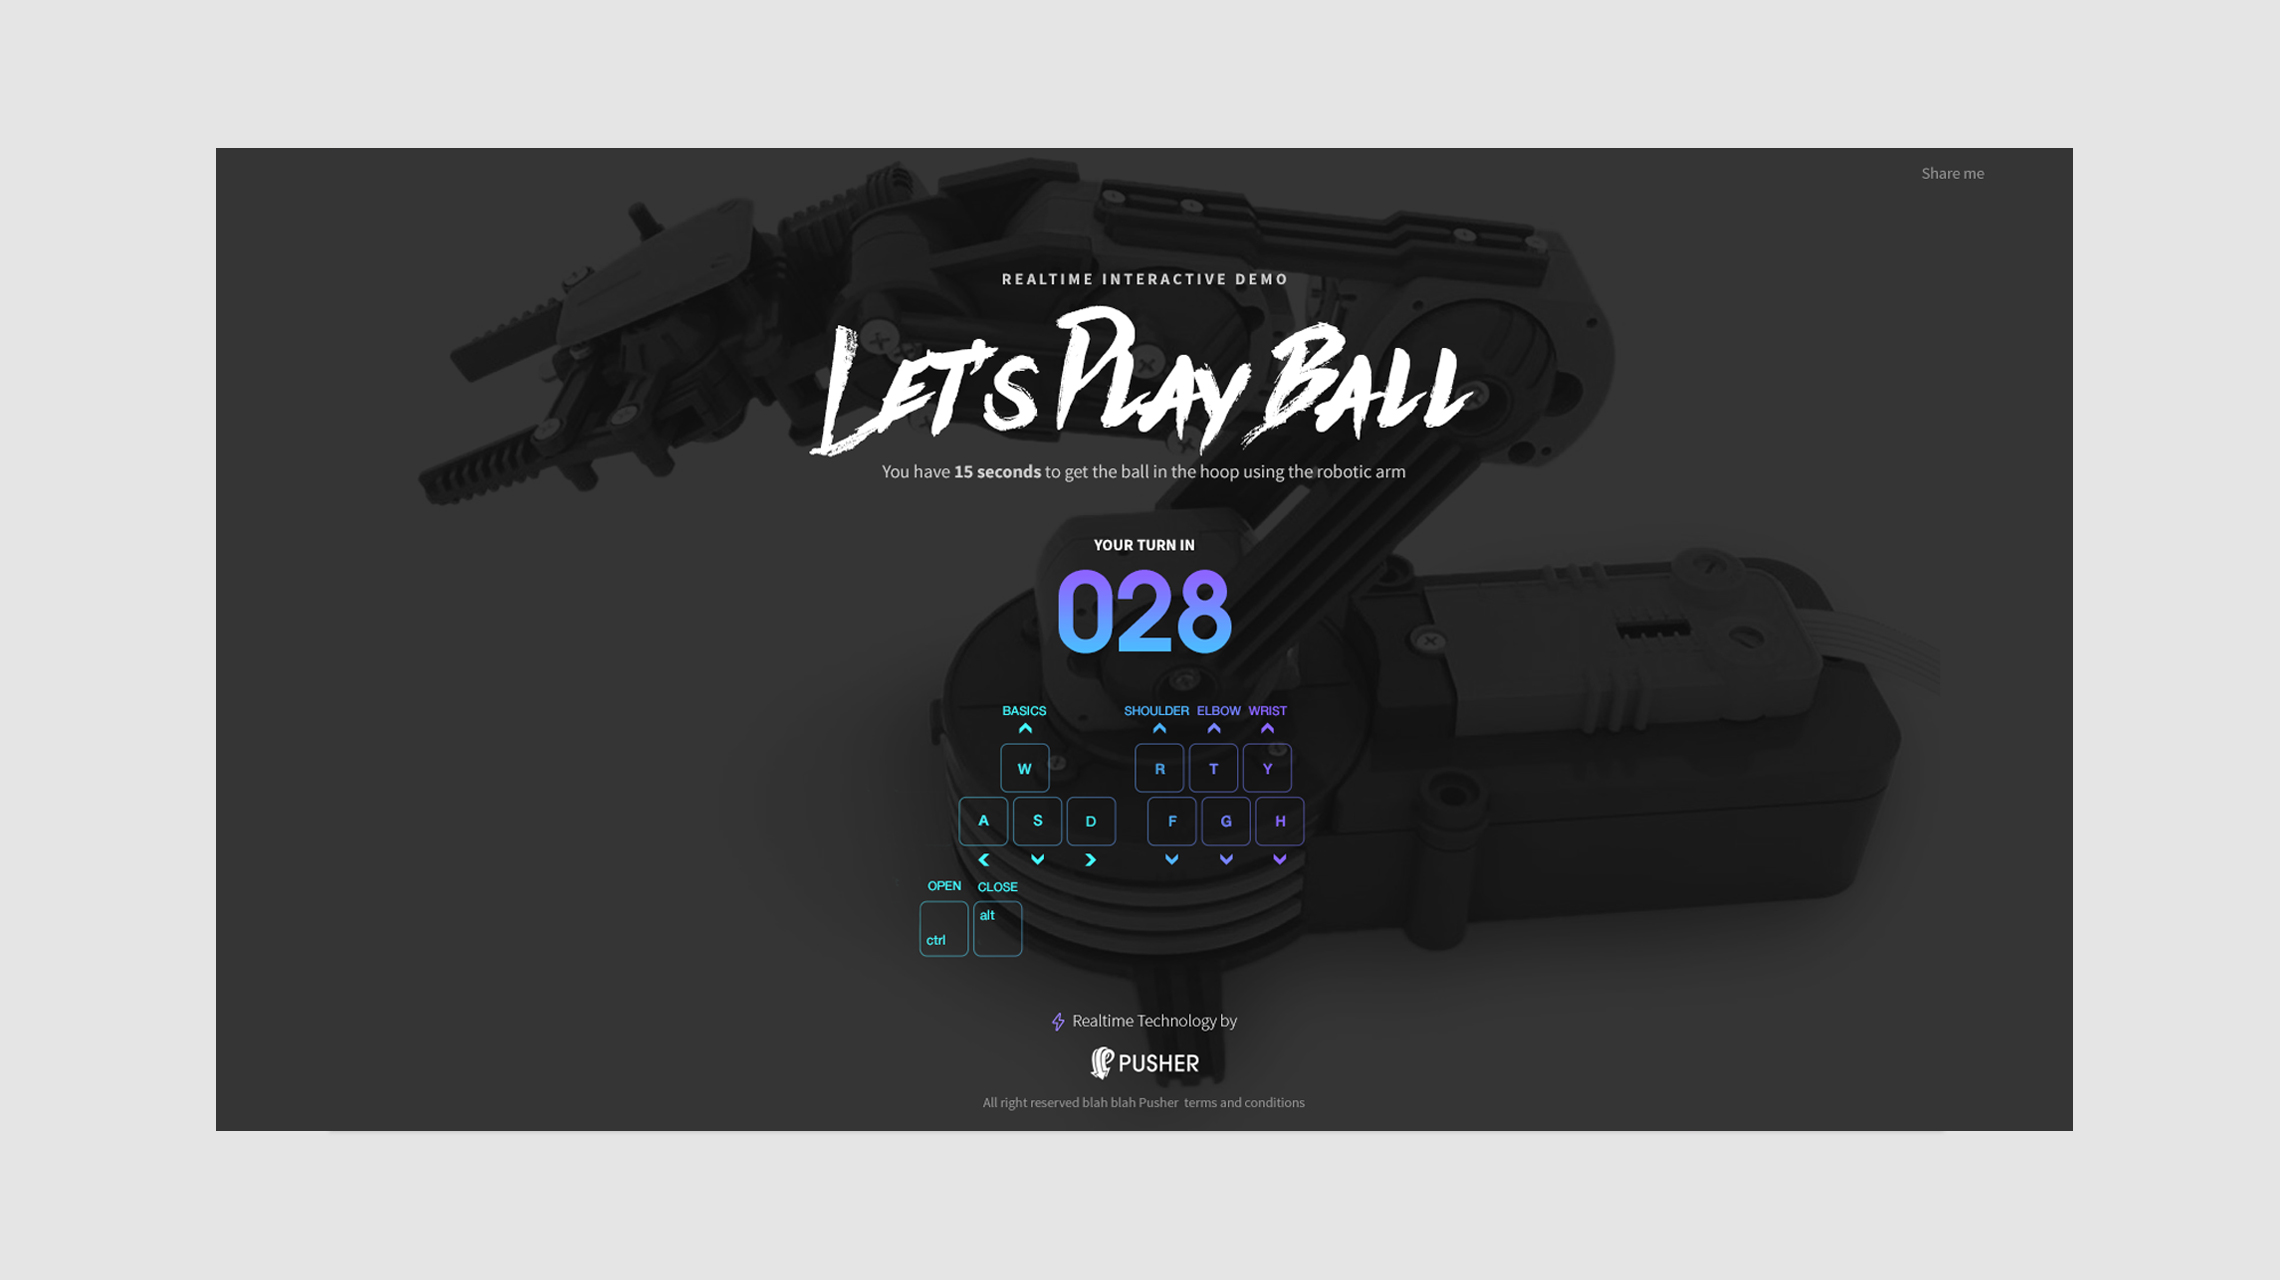 Share me
REALTIME INTERACTIVE DEMO
LET'S PLAY BALL
You have 15 seconds to get the ball in the hoop using the robotic arm
YOUR TURN IN
028
BASICS SHOULDER ELBOW WRIST
W R T Y
A S D F G H
OPEN CLOSE
alt
ctrl
Realtime Technology by
PUSHER
All right reserved blah blah Pusher terms and conditions